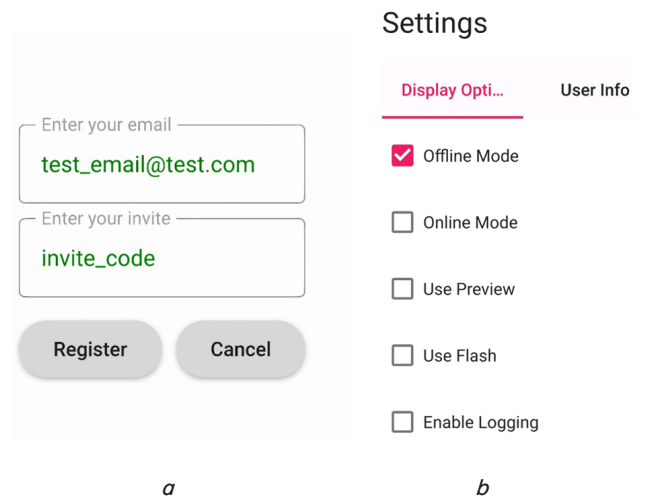 Enter your email
test_email@test.com
Enter your invite
invite_code
Register
Cancel
a
Settings
Display Opti...
User Info
Offline Mode
Online Mode
Use Preview
Use Flash
Enable Logging
b